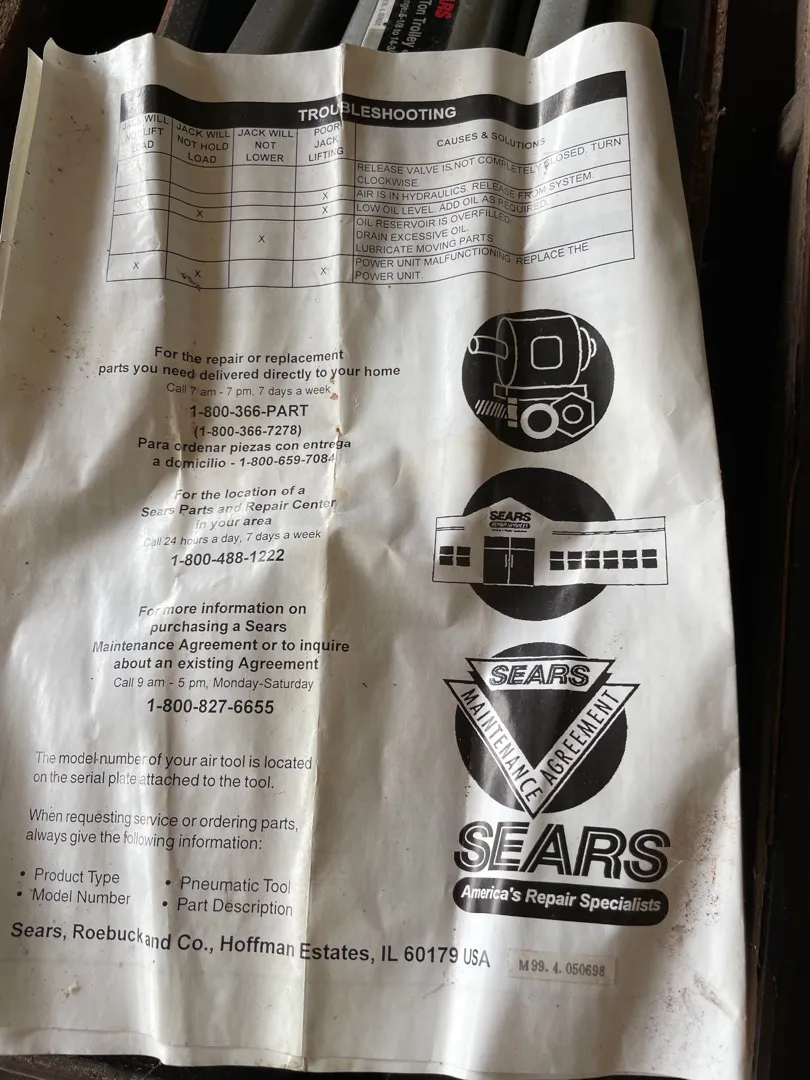 RS
Ton Trolley
TROUBLESHOOTING
JACK WILL NOT LIFT LOAD
JACK WILL NOT HOLD LOAD
JACK WILL NOT LOWER
POOR JACK LIFTING
CAUSES & SOLUTIONS
RELEASE VALVE IS NOT COMPLETELY CLOSED. TURN
CLOCKWISE.
X AIR IS IN HYDRAULICS. RELEASE FROM SYSTEM.
X X LOW OIL LEVEL. ADD OIL AS REQUIRED.
OIL RESERVOIR IS OVERFILLED.
X DRAIN EXCESSIVE OIL.
LUBRICATE MOVING PARTS
X X X POWER UNIT MALFUNCTIONING. REPLACE THE
POWER UNIT.
For the repair or replacement
parts you need delivered directly to your home
Call 7 am - 7 pm, 7 days a week
1-800-366-PART
(1-800-366-7278)
Para ordenar piezas con entrega
a domicilio - 1-800-659-7084
For the location of a
Sears Parts and Repair Center
in your area
Call 24 hours a day, 7 days a week
1-800-488-1222
SEARS
REPAIR SERVICES
For more information on
purchasing a Sears
Maintenance Agreement or to inquire
about an existing Agreement
Call 9 am - 5 pm, Monday-Saturday
1-800-827-6655
SEARS
MAINTENANCE AGREEMENT
The model number of your air tool is located
on the serial plate attached to the tool.
When requesting service or ordering parts,
always give the following information:
• Product Type • Pneumatic Tool
• Model Number • Part Description
SEARS
America's Repair Specialists
Sears, Roebuck and Co., Hoffman Estates, IL 60179 USA
M99.4.050698